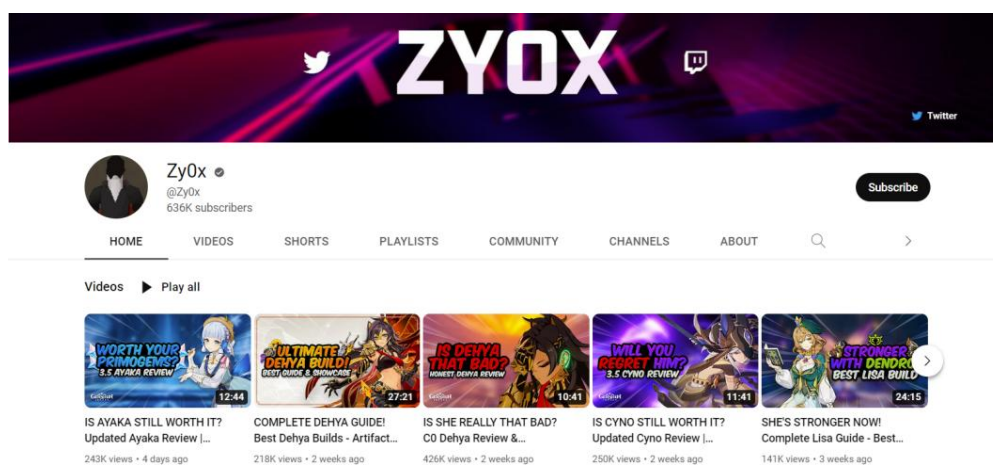 ZYOX
Twitter
Zy0x
@Zy0x
636K subscribers
Subscribe
HOME VIDEOS SHORTS PLAYLISTS COMMUNITY CHANNELS ABOUT
Videos Play all
WORTH YOUR
PRIMOGEMS?
3.5 AYAKA REVIEW
12:44
ULTIMATE
DEHYA BUILD!
BEST GUIDE & SHOWCASE
27:21
IS DEHYA
THAT BAD?
HONEST DEHYA REVIEW
10:41
WILL YOU
REGRET HIM?
3.5 CYNO REVIEW
11:41
STRONGER
WITH DENDRO
BEST LISA BUILD
24:15
IS AYAKA STILL WORTH IT?
Updated Ayaka Review |...
243K views • 4 days ago
COMPLETE DEHYA GUIDE!
Best Dehya Builds - Artifact...
218K views • 2 weeks ago
IS SHE REALLY THAT BAD?
C0 Dehya Review &...
426K views • 2 weeks ago
IS CYNO STILL WORTH IT?
Updated Cyno Review |...
250K views • 2 weeks ago
SHE'S STRONGER NOW!
Complete Lisa Guide - Best...
141K views • 3 weeks ago